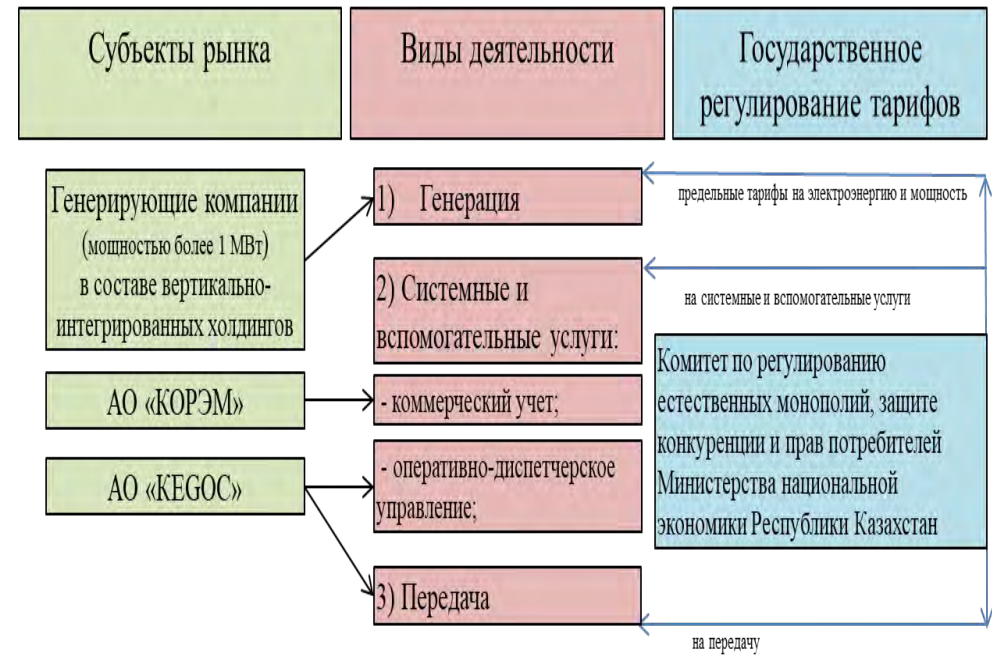 Субъекты рынка
Виды деятельности
Государственное
регулирование тарифов
Генерирующие компании
(мощностью более 1 МВт)
в составе вертикально-
интегрированных холдингов
АО «КОРЭМ»
АО «KEGOC»
1) Генерация
2) Системные и
вспомогательные услуги:
- коммерческий учет;
- оперативно-диспетчерское
управление;
3) Передача
предельные тарифы на электроэнергию и мощность
на системные и вспомогательные услуги
Комитет по регулированию
естественных монополий, защите
конкуренции и прав потребителей
Министерства национальной
экономики Республики Казахстан
на передачу